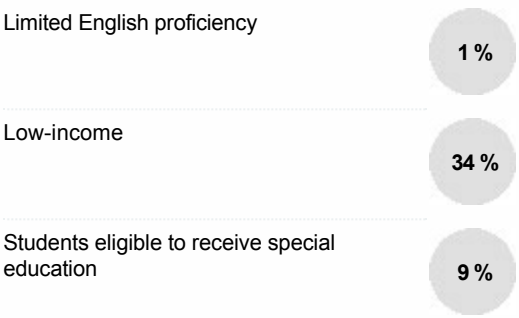 Limited English proficiency
1 %
Low-income
34 %
Students eligible to receive special
education
9 %